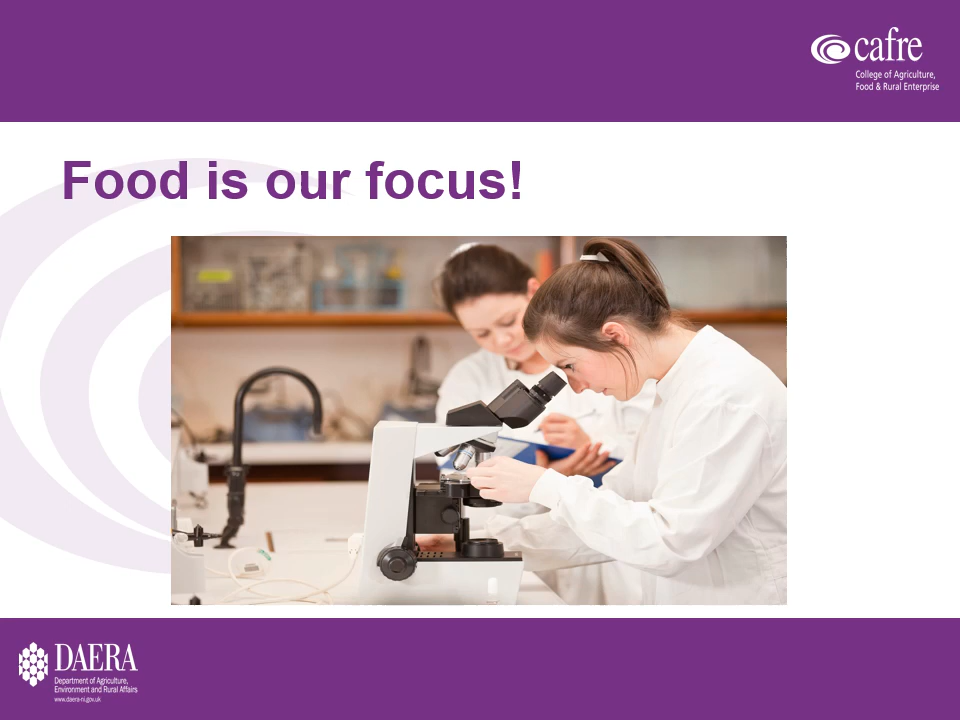 cafre
College of Agriculture,
Food & Rural Enterprise
Food is our focus!
DAERA
Department of Agriculture,
Environment and Rural Affairs
www.daera-ni.gov.uk